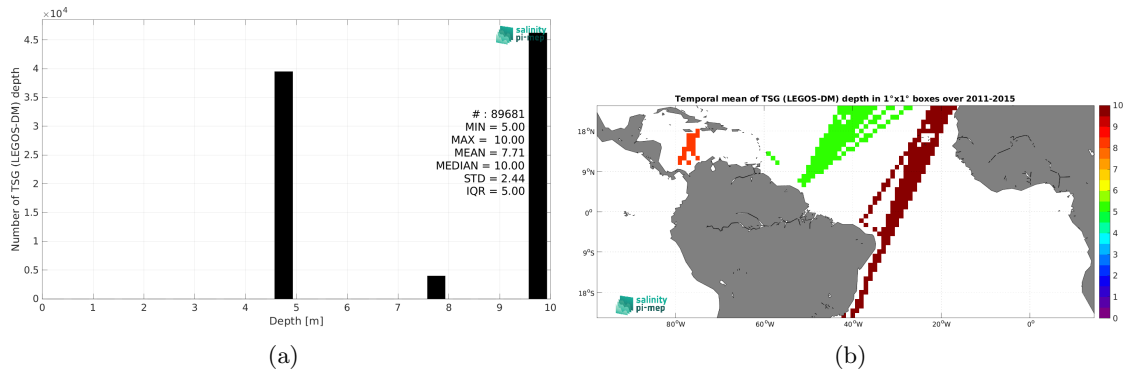 ×10⁴
salinity
pi-mep
5
4.5
4
3.5
3
2.5
2
1.5
1
0.5
0
Number of TSG (LEGOS-DM) depth
# : 89681
MIN = 5.00
MAX = 10.00
MEAN = 7.71
MEDIAN = 10.00
STD = 2.44
IQR = 5.00
0 1 2 3 4 5 6 7 8 9 10
Depth [m]
(a)
Temporal mean of TSG (LEGOS-DM) depth in 1°x1° boxes over 2011-2015
18°N
9°N
0°
9°S
18°S
80°W 60°W 40°W 20°W 0°
salinity
pi-mep
10
9
8
7
6
5
4
3
2
1
0
(b)